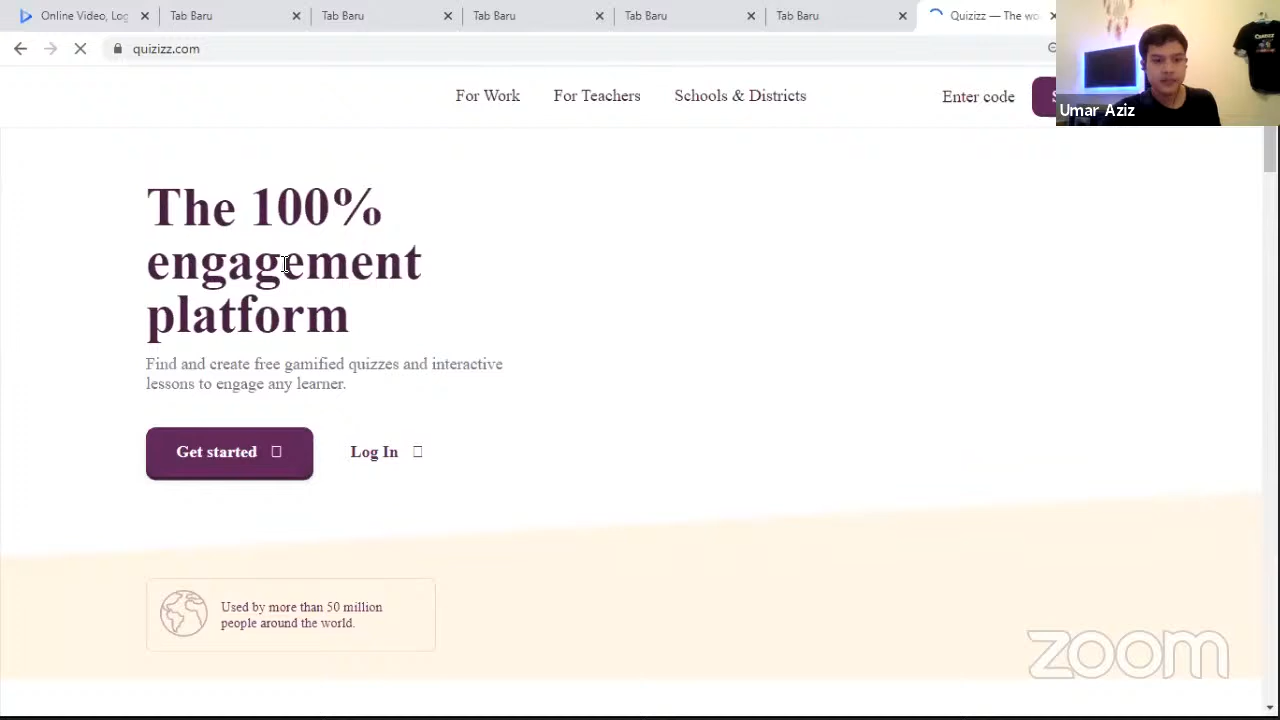 Online Video, Log
Tab Baru
Tab Baru
Tab Baru
Tab Baru
Tab Baru
Quizizz — The wo
quizizz.com
Umar Aziz
For Work
For Teachers
Schools & Districts
Enter code
S
The 100%
engagement
platform
Find and create free gamified quizzes and interactive
lessons to engage any learner.
Get started
Log In
Used by more than 50 million
people around the world.
zoom